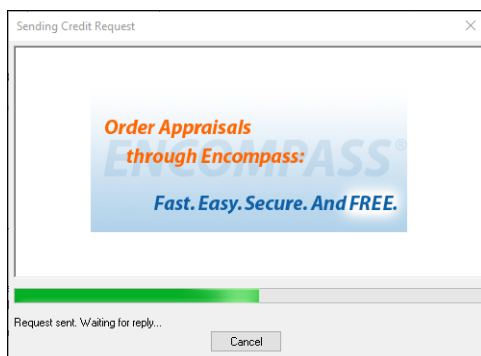 Sending Credit Request
Order Appraisals
ENCOMPASS®
through Encompass:
Fast. Easy. Secure. And FREE.
Request sent. Waiting for reply...
Cancel